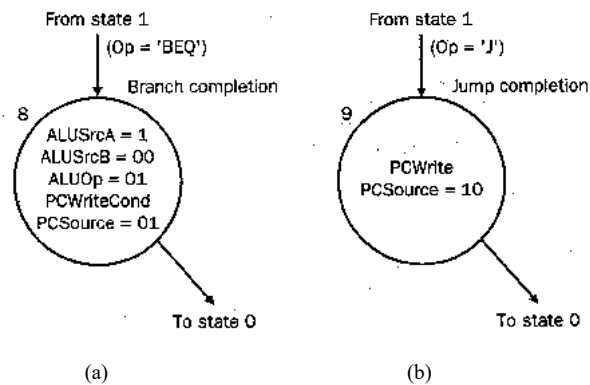 From state 1
(Op = 'BEQ')
Branch completion
8
ALUSrcA = 1
ALUSrcB = 00
ALUOp = 01
PCWriteCond
PCSource = 01
To state 0
(a)
From state 1
(Op = 'J')
Jump completion
9
PCWrite
PCSource = 10
To state 0
(b)